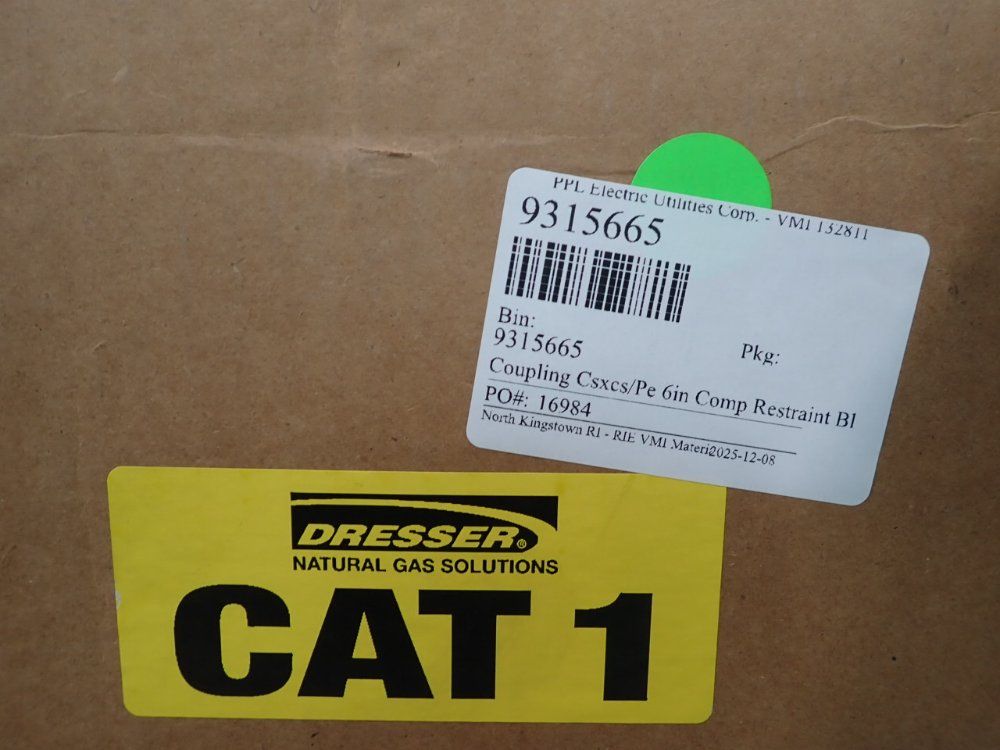 PPL Electric Utilities Corp. - VMI 132811
9315665
Bin:
9315665
Pkg:
Coupling Csxcs/Pe 6in Comp Restraint Bl
PO#: 16984
North Kingstown RI - RIE VMI Materi2025-12-08
DRESSER®
NATURAL GAS SOLUTIONS
CAT 1